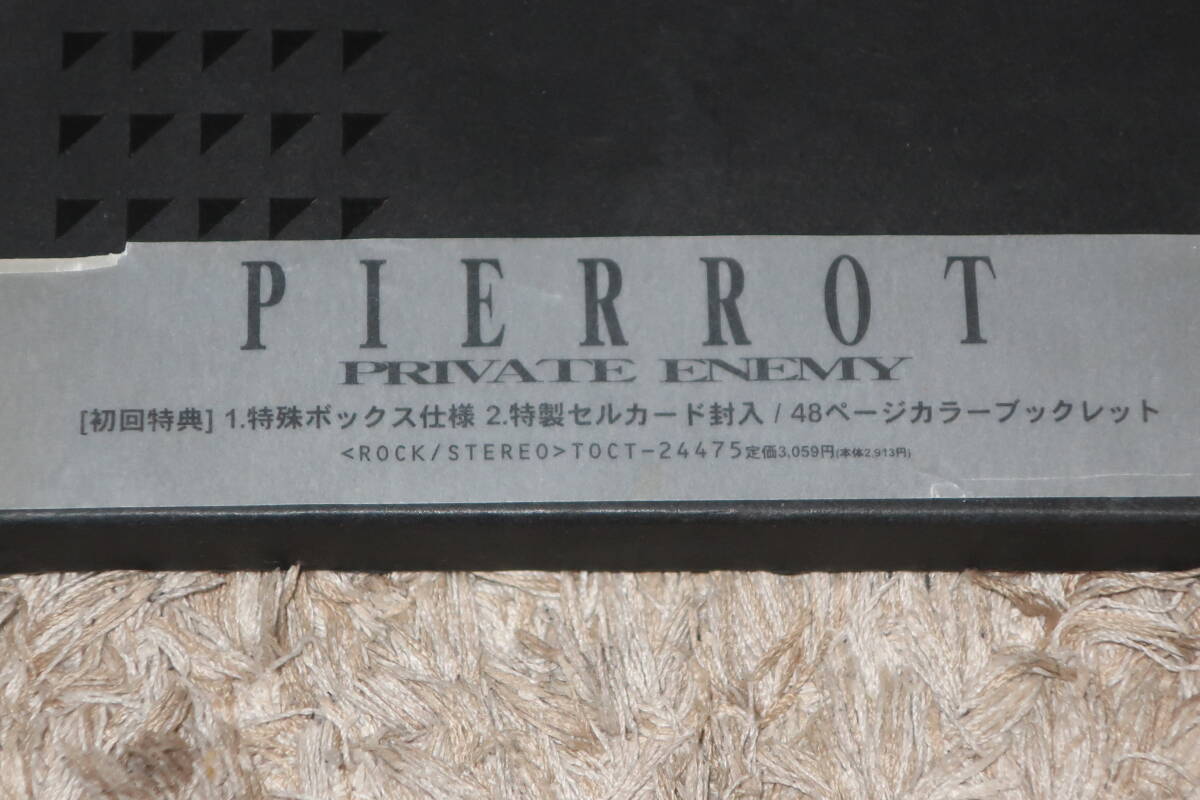 PIERROT
PRIVATE ENEMY
[初回特典] 1.特殊ボックス仕様 2.特製セルカード封入 / 48ページカラーブックレット
<ROCK/STEREO>TOCT-24475定価3,059円(本体2,913円)